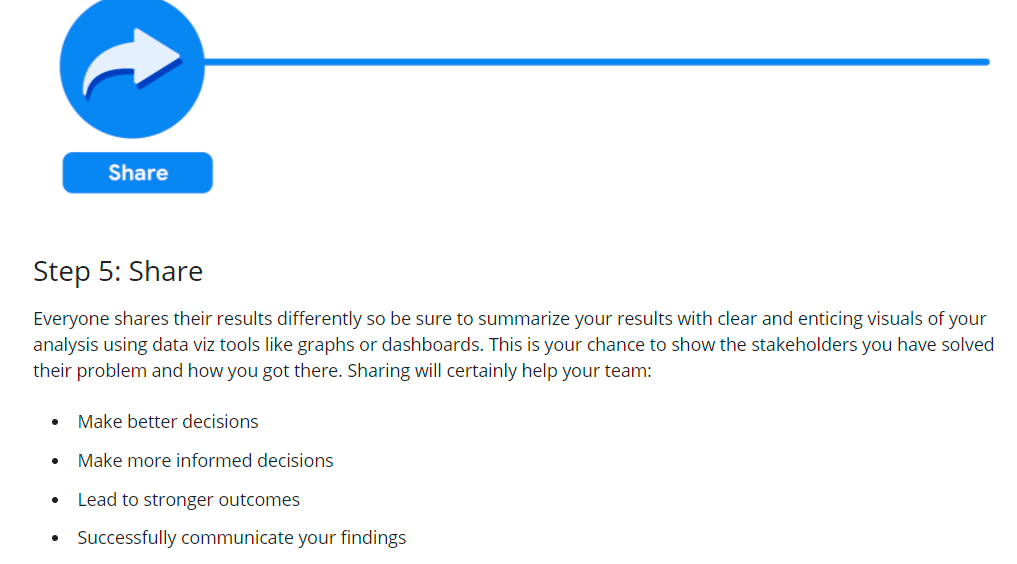 Share
Step 5: Share
Everyone shares their results differently so be sure to summarize your results with clear and enticing visuals of your
analysis using data viz tools like graphs or dashboards. This is your chance to show the stakeholders you have solved
their problem and how you got there. Sharing will certainly help your team:
• Make better decisions
• Make more informed decisions
• Lead to stronger outcomes
• Successfully communicate your findings